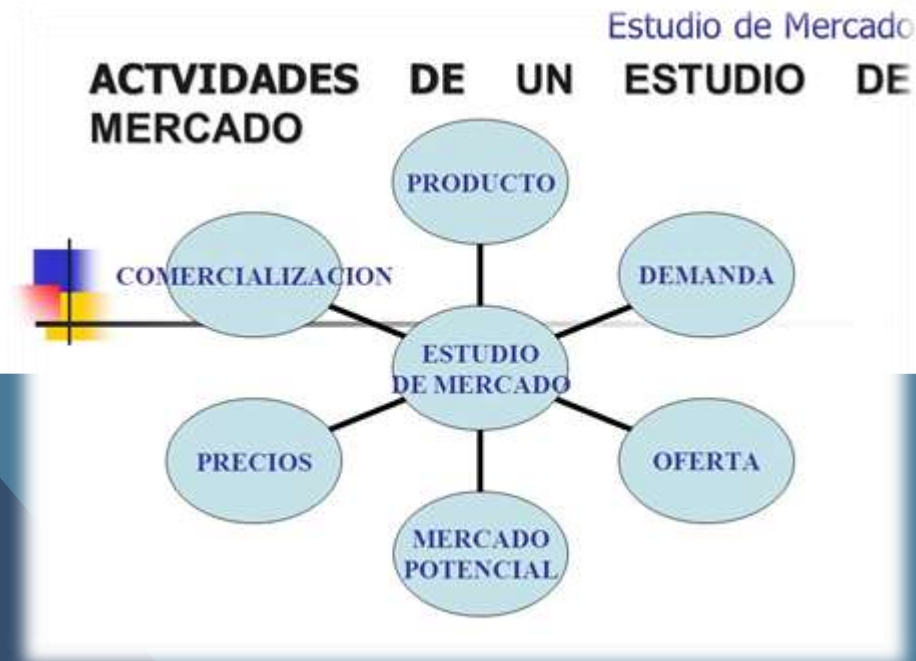 Estudio de Mercado
ACTVIDADES DE UN ESTUDIO DE
MERCADO
PRODUCTO
COMERCIALIZACION
DEMANDA
ESTUDIO
DE MERCADO
PRECIOS
OFERTA
MERCADO
POTENCIAL